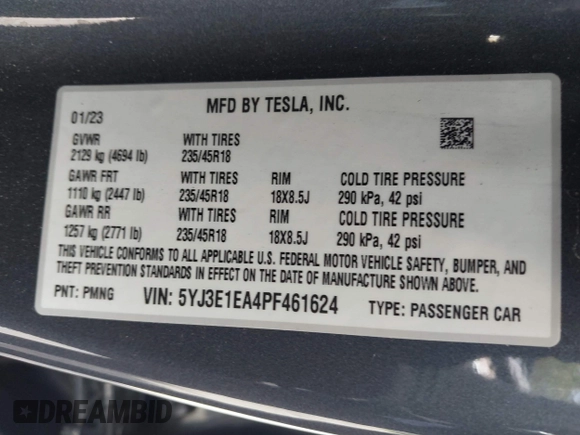 MFD BY TESLA, INC.
01/23
GVWR WITH TIRES
2129 kg (4694 lb) 235/45R18
GAWR FRT WITH TIRES RIM COLD TIRE PRESSURE
1110 kg (2447 lb) 235/45R18 18X8.5J 290 kPa, 42 psi
GAWR RR WITH TIRES RIM COLD TIRE PRESSURE
1257 kg (2771 lb) 235/45R18 18X8.5J 290 kPa, 42 psi
THIS VEHICLE CONFORMS TO ALL APPLICABLE U.S. FEDERAL MOTOR VEHICLE SAFETY, BUMPER, AND
THEFT PREVENTION STANDARDS IN EFFECT ON THE DATE OF MANUFACTURE SHOWN ABOVE.
PNT: PMNG VIN: 5YJ3E1EA4PF461624 TYPE: PASSENGER CAR
DREAMBID